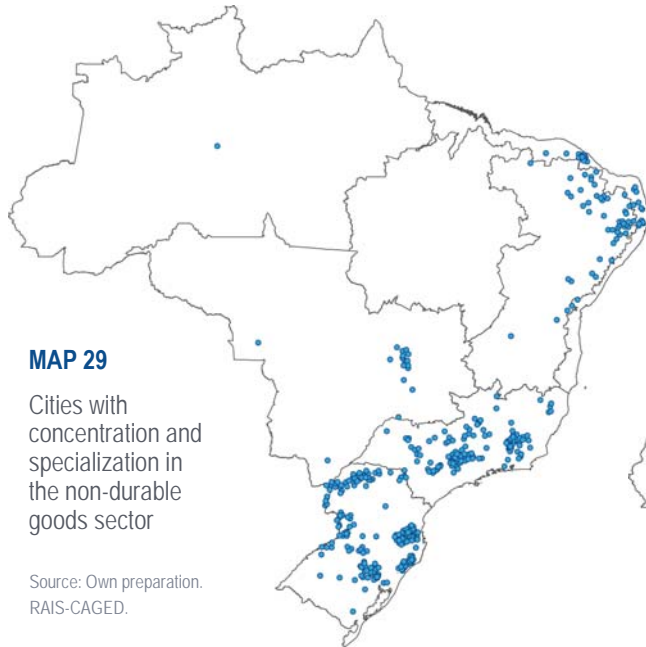 MAP 29
Cities with
concentration and
specialization in
the non-durable
goods sector
Source: Own preparation.
RAIS-CAGED.